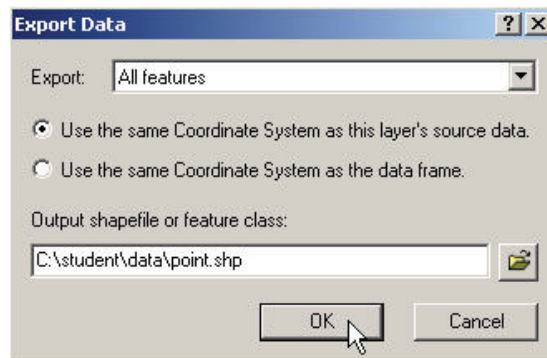 Export Data
Export: All features
Use the same Coordinate System as this layer's source data.
Use the same Coordinate System as the data frame.
Output shapefile or feature class:
C:\student\data\point.shp
OK Cancel